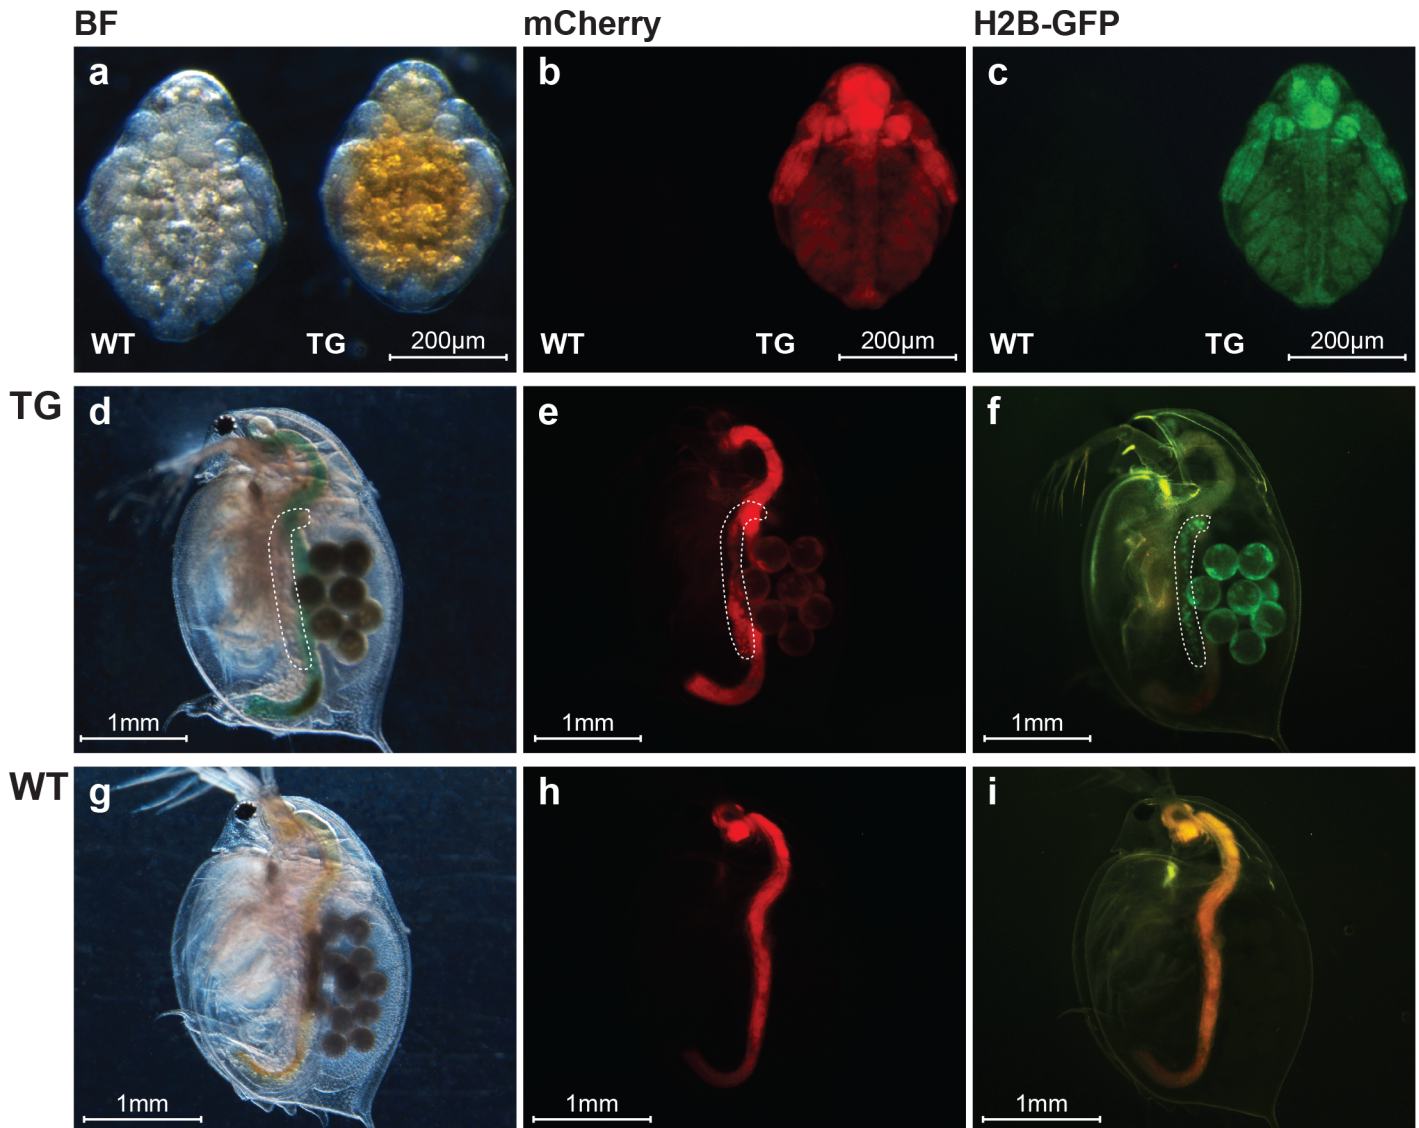 BF mCherry H2B-GFP
a b c
WT TG 200µm WT TG 200µm WT TG 200µm
TG d e f
1mm 1mm 1mm
WT g h i
1mm 1mm 1mm